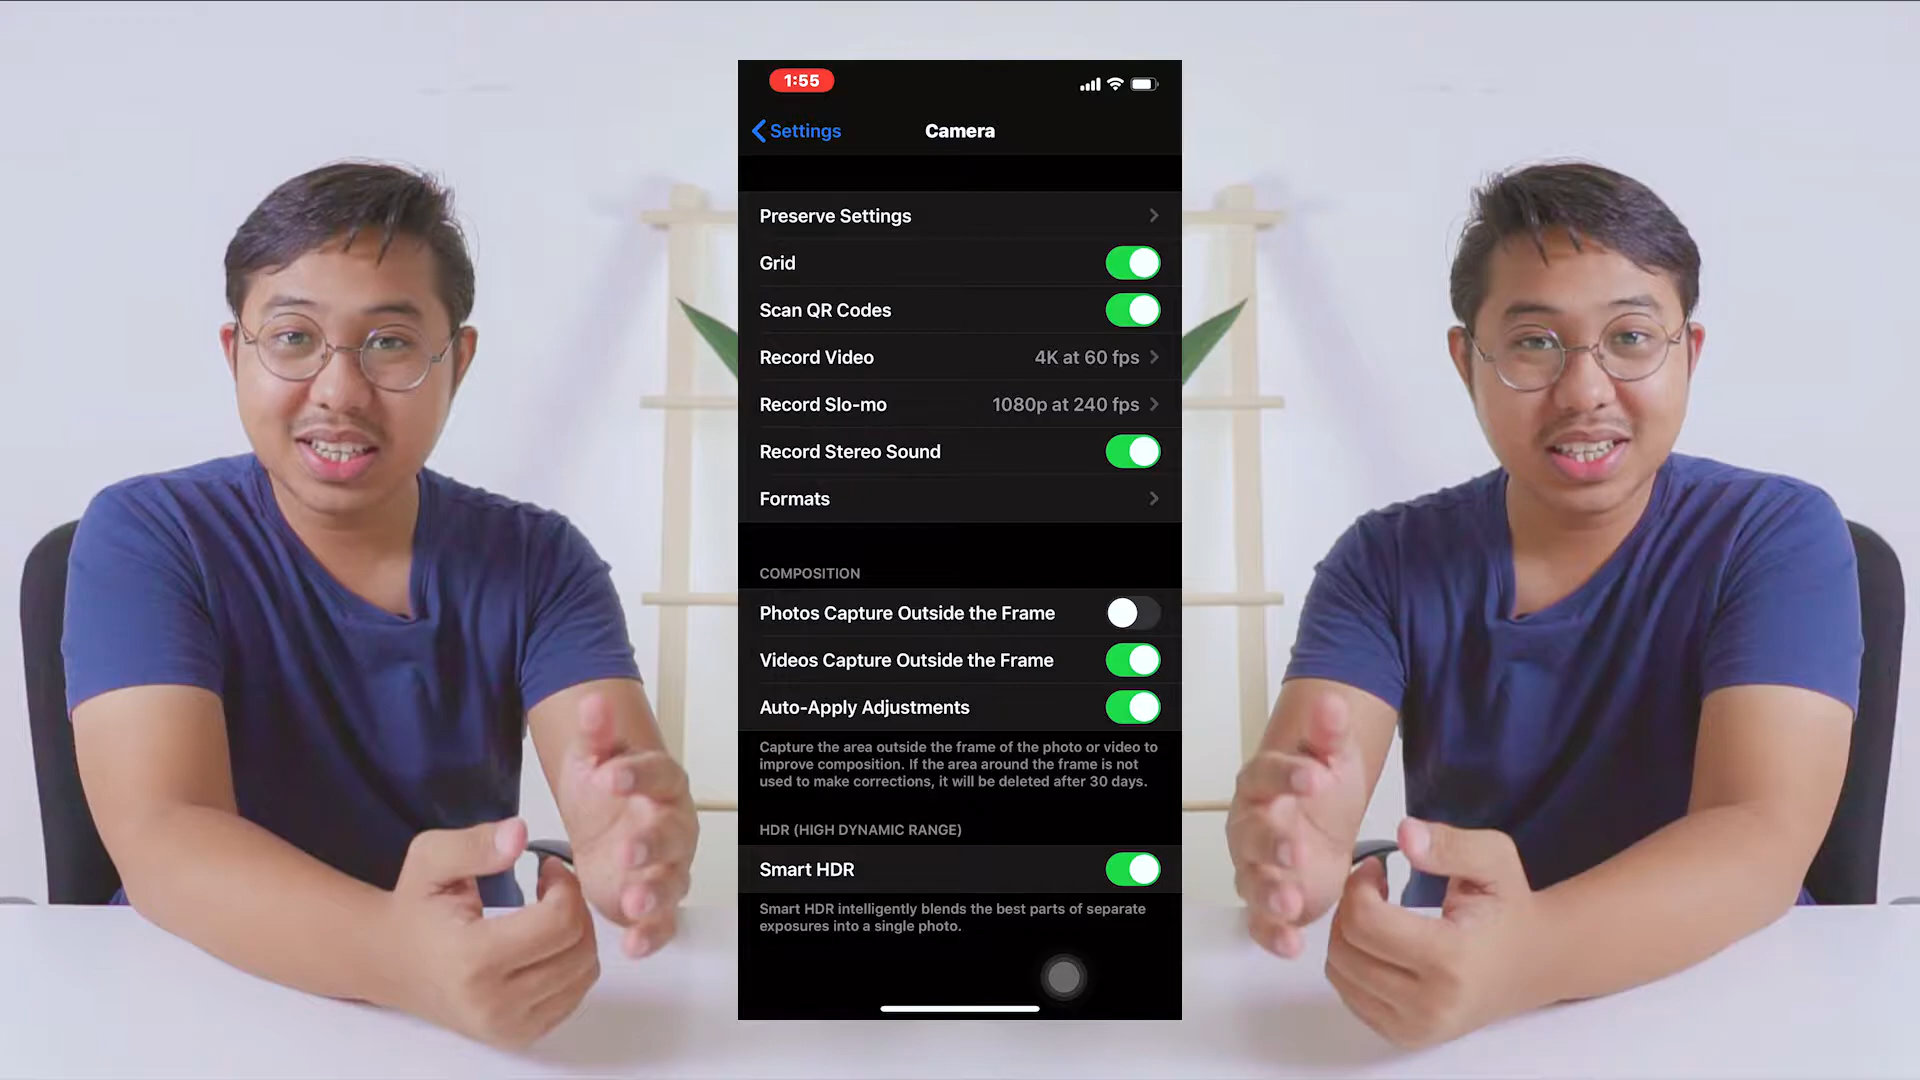 1:55
Settings
Camera
Preserve Settings
Grid
Scan QR Codes
Record Video 4K at 60 fps
Record Slo-mo 1080p at 240 fps
Record Stereo Sound
Formats
COMPOSITION
Photos Capture Outside the Frame
Videos Capture Outside the Frame
Auto-Apply Adjustments
Capture the area outside the frame of the photo or video to
improve composition. If the area around the frame is not
used to make corrections, it will be deleted after 30 days.
HDR (HIGH DYNAMIC RANGE)
Smart HDR
Smart HDR intelligently blends the best parts of separate
exposures into a single photo.